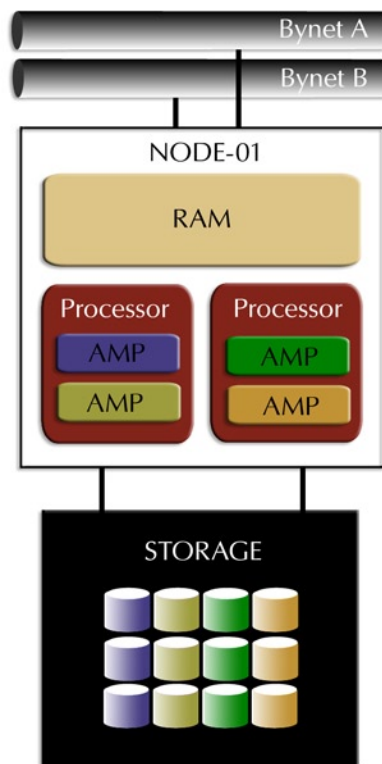 Bynet A
Bynet B
NODE-01
RAM
Processor
AMP
AMP
Processor
AMP
AMP
STORAGE